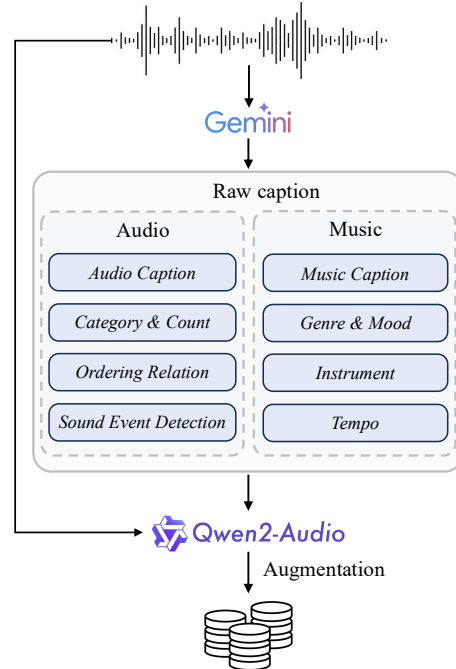 Gemini
Raw caption
Audio
Audio Caption
Category & Count
Ordering Relation
Sound Event Detection
Music
Music Caption
Genre & Mood
Instrument
Tempo
Qwen2-Audio
Augmentation